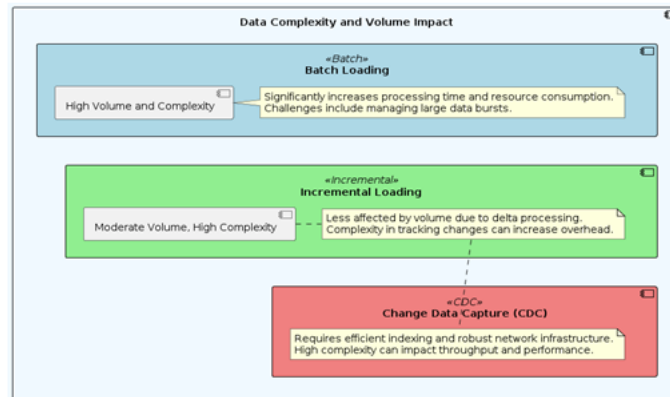 Data Complexity and Volume Impact
«Batch»
Batch Loading
High Volume and Complexity
Significantly increases processing time and resource consumption.
Challenges include managing large data bursts.
«Incremental»
Incremental Loading
Moderate Volume, High Complexity
Less affected by volume due to delta processing.
Complexity in tracking changes can increase overhead.
«CDC»
Change Data Capture (CDC)
Requires efficient indexing and robust network infrastructure.
High complexity can impact throughput and performance.